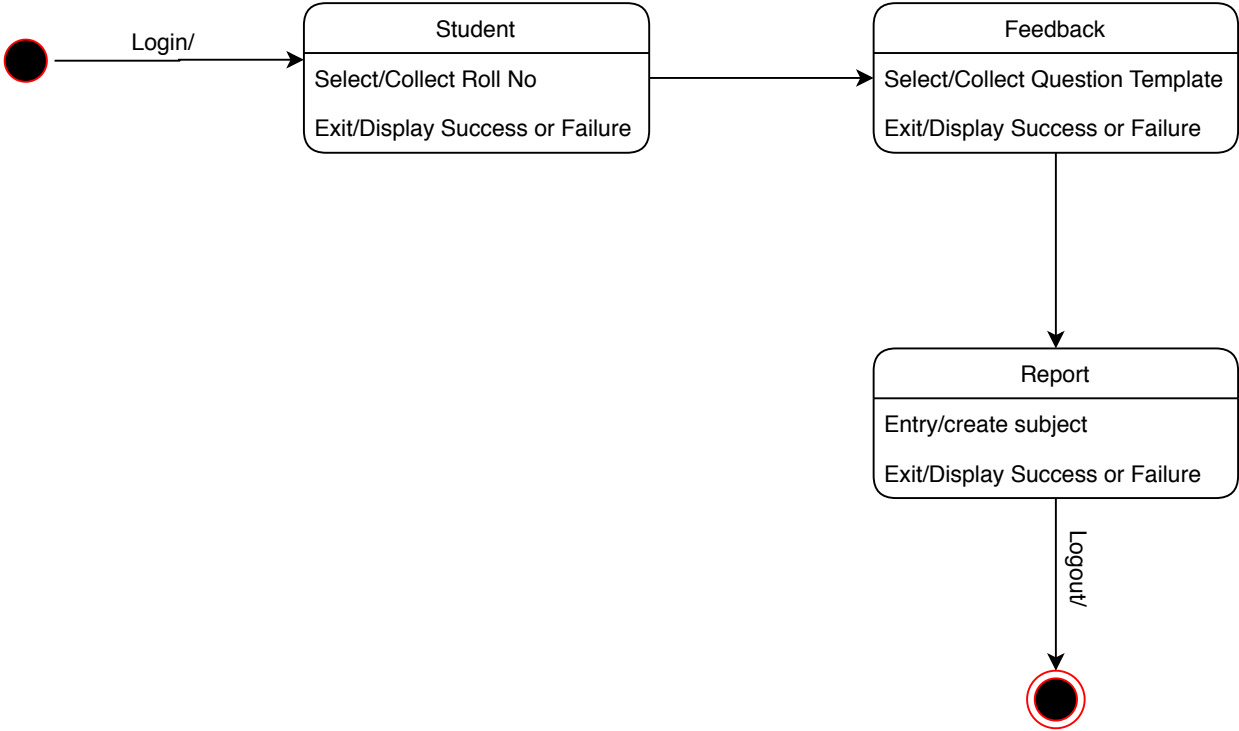 Login/
Student
Select/Collect Roll No
Exit/Display Success or Failure
Feedback
Select/Collect Question Template
Exit/Display Success or Failure
Report
Entry/create subject
Exit/Display Success or Failure
Logout/